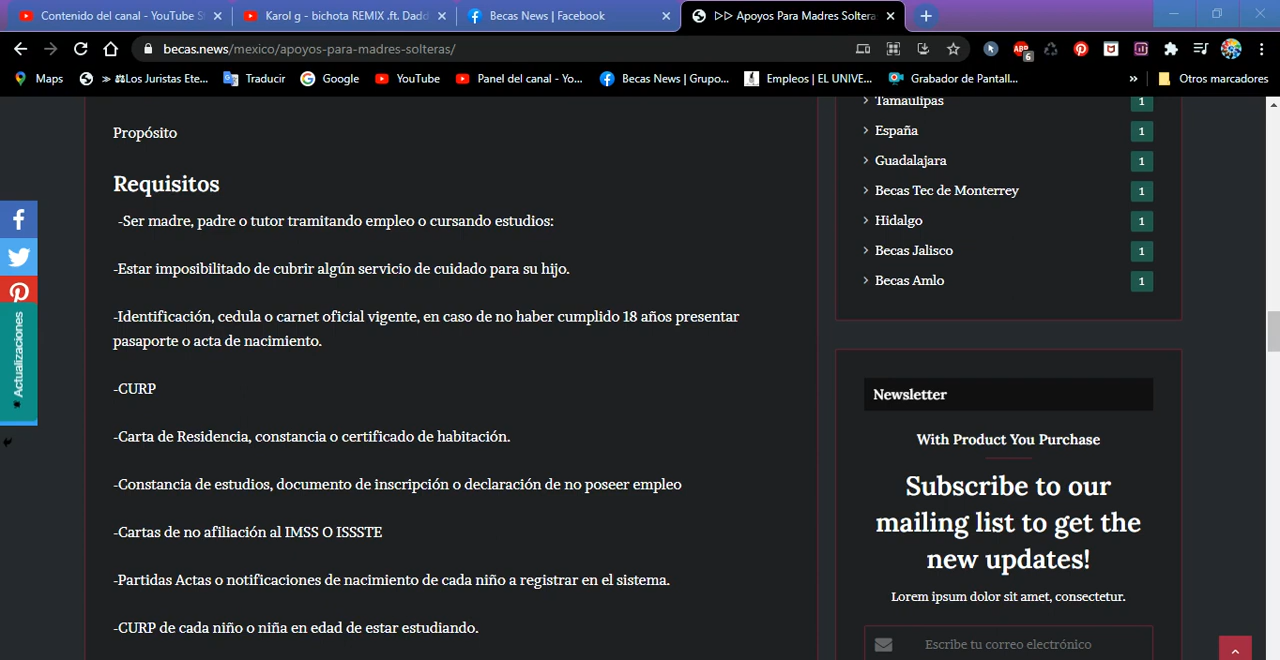 Contenido del canal - YouTube S
Karol g - bichota REMIX .ft. Dadd
Becas News | Facebook
▷▷ Apoyos Para Madres Soltera
becas.news/mexico/apoyos-para-madres-solteras/
6
Maps
» ⚖Los Juristas Ete...
Traducir
Google
YouTube
Panel del canal - Yo...
Becas News | Grupo...
Empleos | EL UNIVE...
Grabador de Pantall...
»
Otros marcadores
Propósito
Requisitos
-Ser madre, padre o tutor tramitando empleo o cursando estudios:
-Estar imposibilitado de cubrir algún servicio de cuidado para su hijo.
-Identificación, cedula o carnet oficial vigente, en caso de no haber cumplido 18 años presentar
pasaporte o acta de nacimiento.
-CURP
-Carta de Residencia, constancia o certificado de habitación.
-Constancia de estudios, documento de inscripción o declaración de no poseer empleo
-Cartas de no afiliación al IMSS O ISSSTE
-Partidas Actas o notificaciones de nacimiento de cada niño a registrar en el sistema.
-CURP de cada niño o niña en edad de estar estudiando.
Actualizaciones
Tamaulipas 1
España 1
Guadalajara 1
Becas Tec de Monterrey 1
Hidalgo 1
Becas Jalisco 1
Becas Amlo 1
Newsletter
With Product You Purchase
Subscribe to our
mailing list to get the
new updates!
Lorem ipsum dolor sit amet, consectetur.
Escribe tu correo electrónico